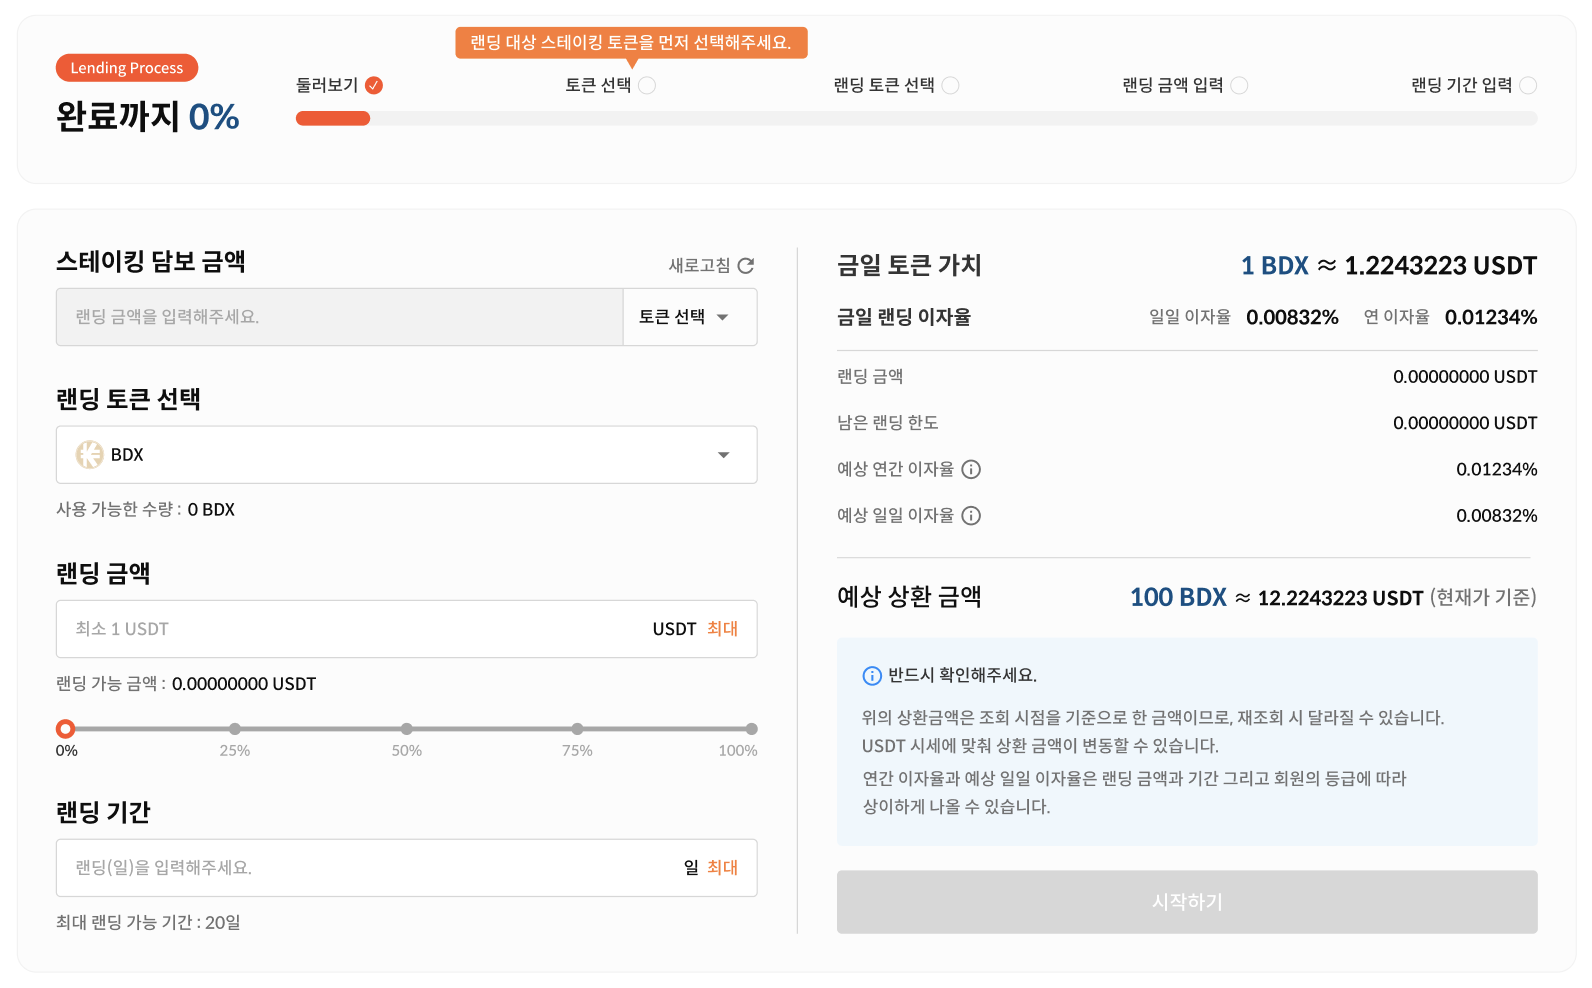 랜딩 대상 스테이킹 토큰을 먼저 선택해주세요.
Lending Process
완료까지 0%
둘러보기
토큰 선택
랜딩 토큰 선택
랜딩 금액 입력
랜딩 기간 입력
스테이킹 담보 금액
새로고침
랜딩 금액을 입력해주세요.
토큰 선택
랜딩 토큰 선택
BDX
사용 가능한 수량 : 0 BDX
랜딩 금액
최소 1 USDT
USDT 최대
랜딩 가능 금액 : 0.00000000 USDT
0%
25%
50%
75%
100%
랜딩 기간
랜딩(일)을 입력해주세요.
일 최대
최대 랜딩 가능 기간 : 20일
금일 토큰 가치
1 BDX ≈ 1.2243223 USDT
금일 랜딩 이자율
일일 이자율 0.00832%
연 이자율 0.01234%
랜딩 금액
0.00000000 USDT
남은 랜딩 한도
0.00000000 USDT
예상 연간 이자율
0.01234%
예상 일일 이자율
0.00832%
예상 상환 금액
100 BDX ≈ 12.2243223 USDT (현재가 기준)
반드시 확인해주세요.
위의 상환금액은 조회 시점을 기준으로 한 금액이므로, 재조회 시 달라질 수 있습니다.
USDT 시세에 맞춰 상환 금액이 변동할 수 있습니다.
연간 이자율과 예상 일일 이자율은 랜딩 금액과 기간 그리고 회원의 등급에 따라
상이하게 나올 수 있습니다.
시작하기